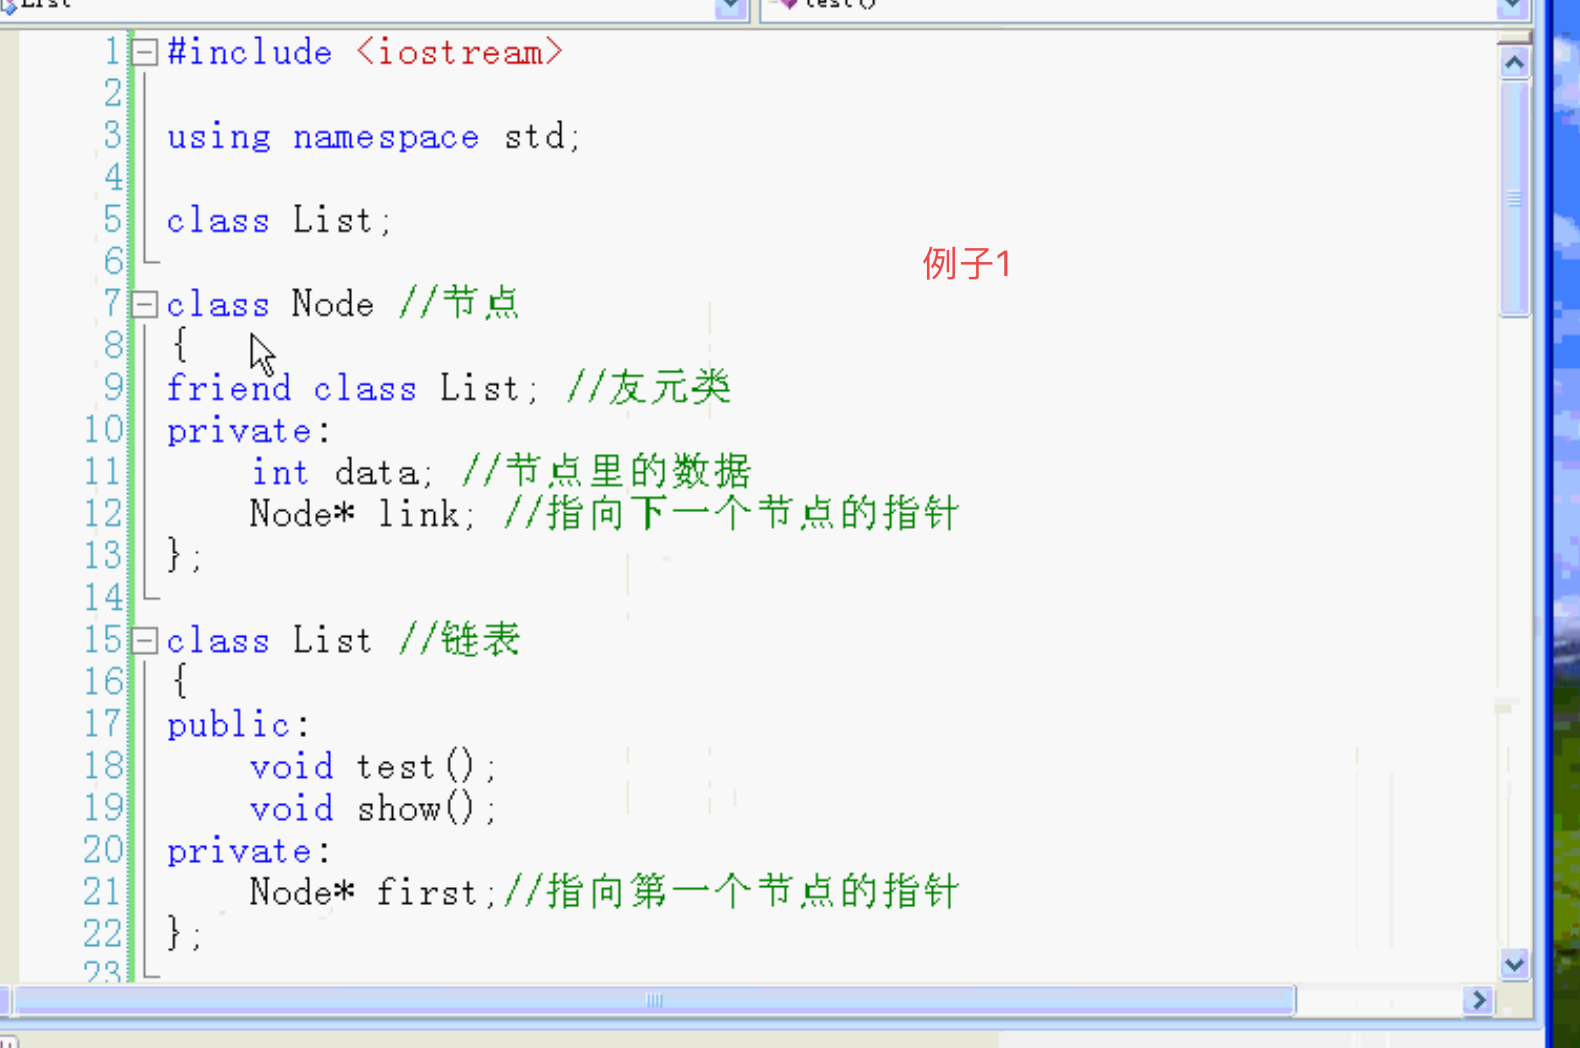 List test()
1 #include <iostream>
2
3 using namespace std;
4
5 class List;
6
例子1
7 class Node //节点
8 {
9 friend class List; //友元类
10 private:
11 int data; //节点里的数据
12 Node* link; //指向下一个节点的指针
13 };
14
15 class List //链表
16 {
17 public:
18 void test();
19 void show();
20 private:
21 Node* first;//指向第一个节点的指针
22 };
23